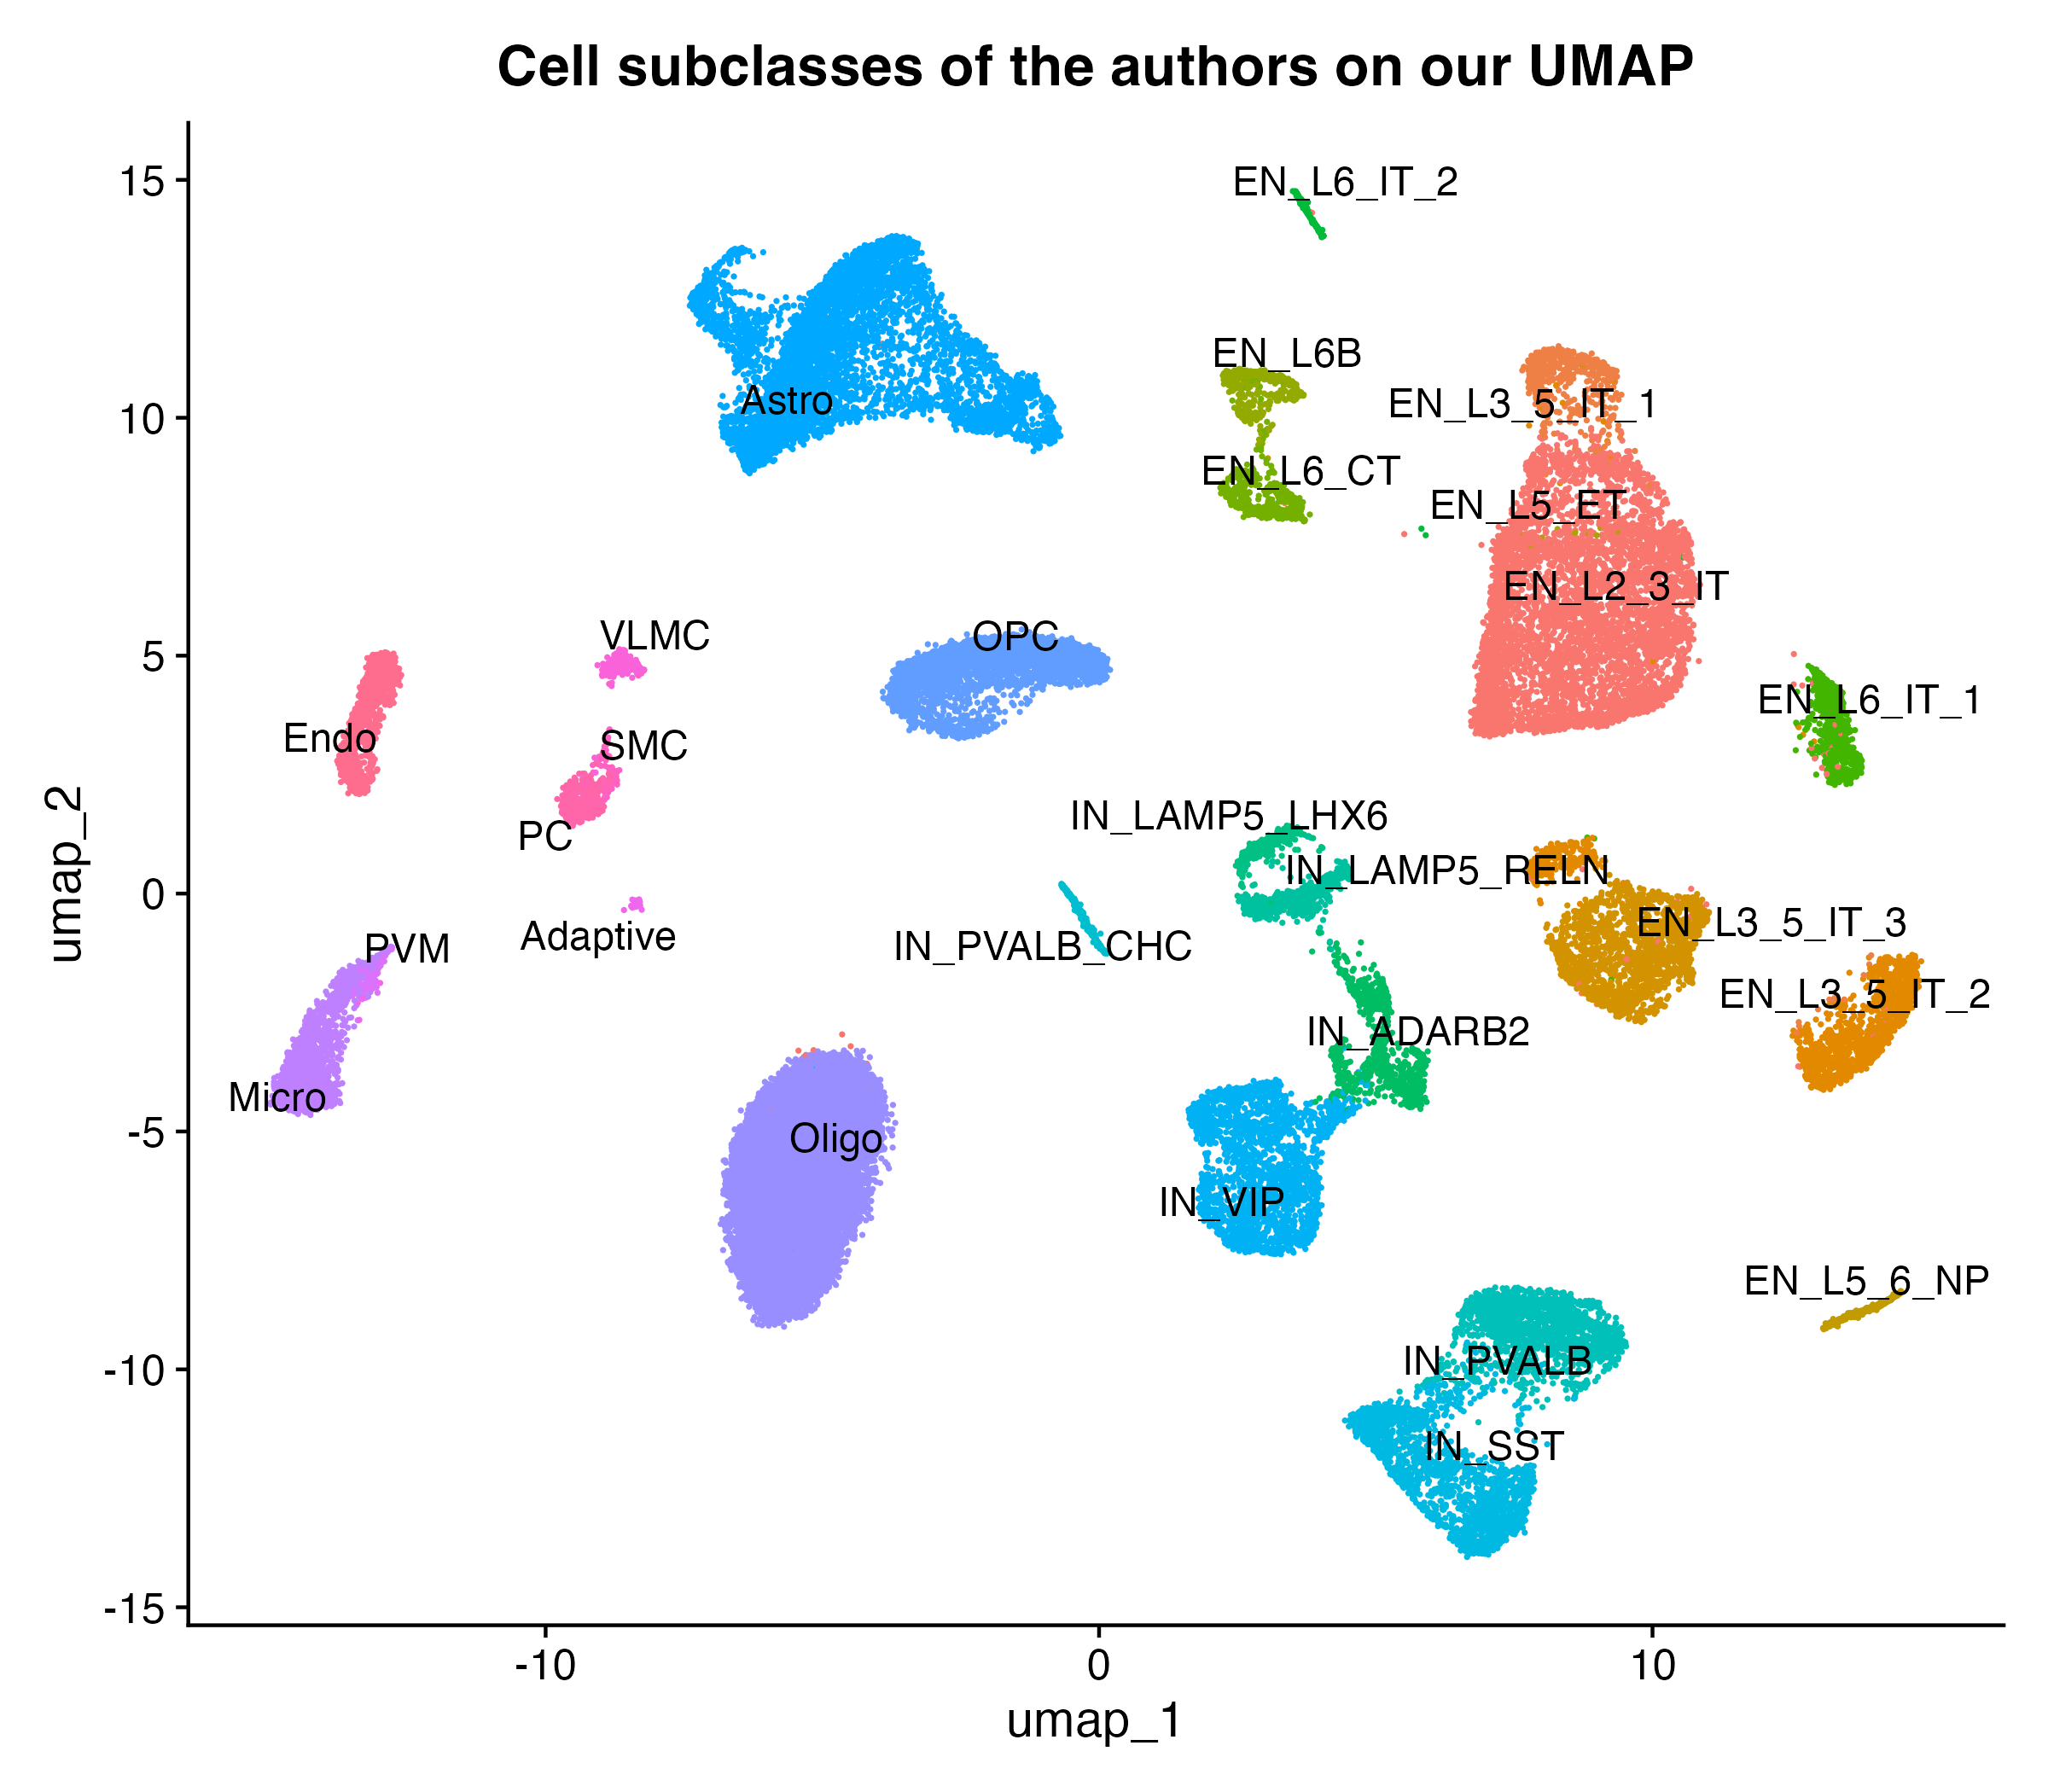 Cell subclasses of the authors on our UMAP
15
EN_L6_IT_2
EN_L6B
10
Astro
EN_L3_5_IT_1
EN_L6_CT
EN_L5_ET
EN_L2_3_IT
5
VLMC
OPC
EN_L6_IT_1
Endo
SMC
PC
IN_LAMP5_LHX6
IN_LAMP5_RELN
0
umap_2
Adaptive
PVM
IN_PVALB_CHC
EN_L3_5_IT_3
EN_L3_5_IT_2
IN_ADARB2
Micro
-5
Oligo
IN_VIP
EN_L5_6_NP
-10
IN_PVALB
IN_SST
-15
-10
0
10
umap_1